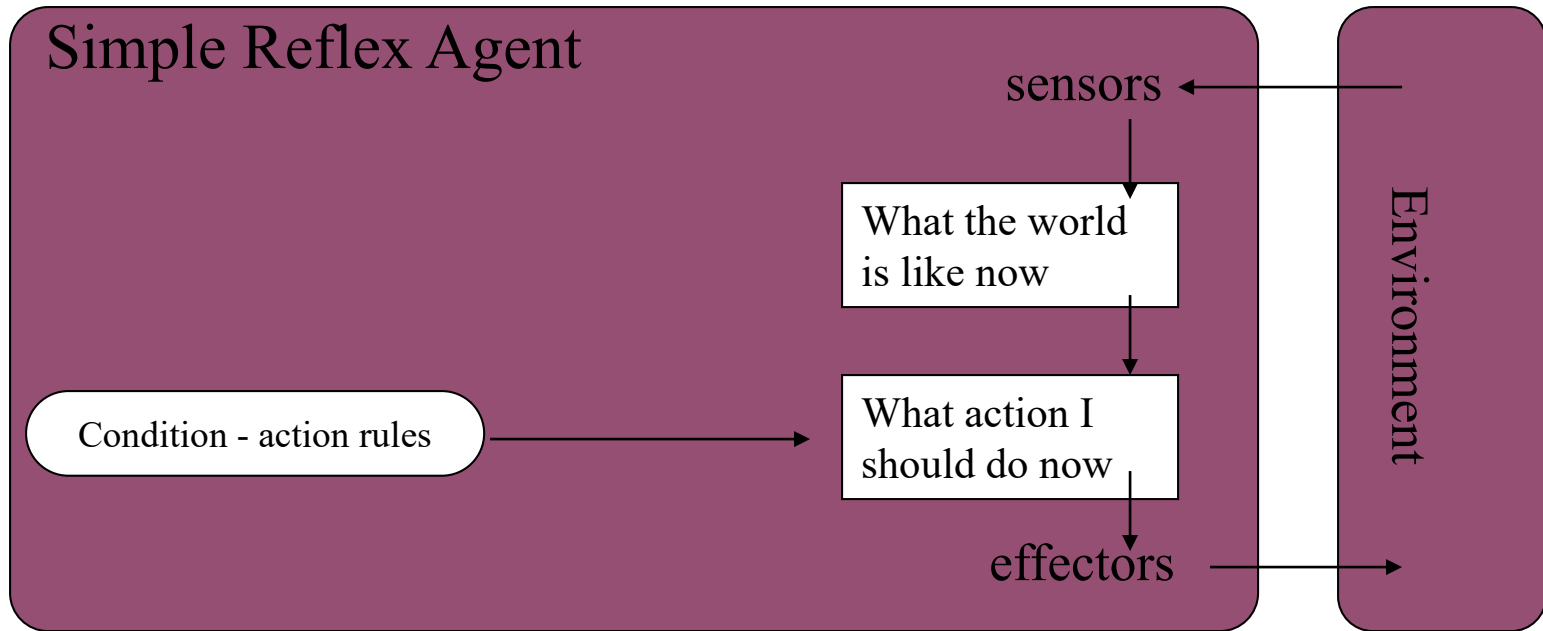 Simple Reflex Agent
sensors
What the world
is like now
Condition - action rules
What action I
should do now
effectors
Environment